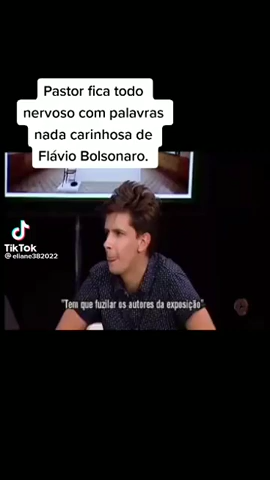 Pastor fica todo
nervoso com palavras
nada carinhosa de
Flávio Bolsonaro.
TikTok
@eliane382022
"Tem que fuzilar os autores da exposição"